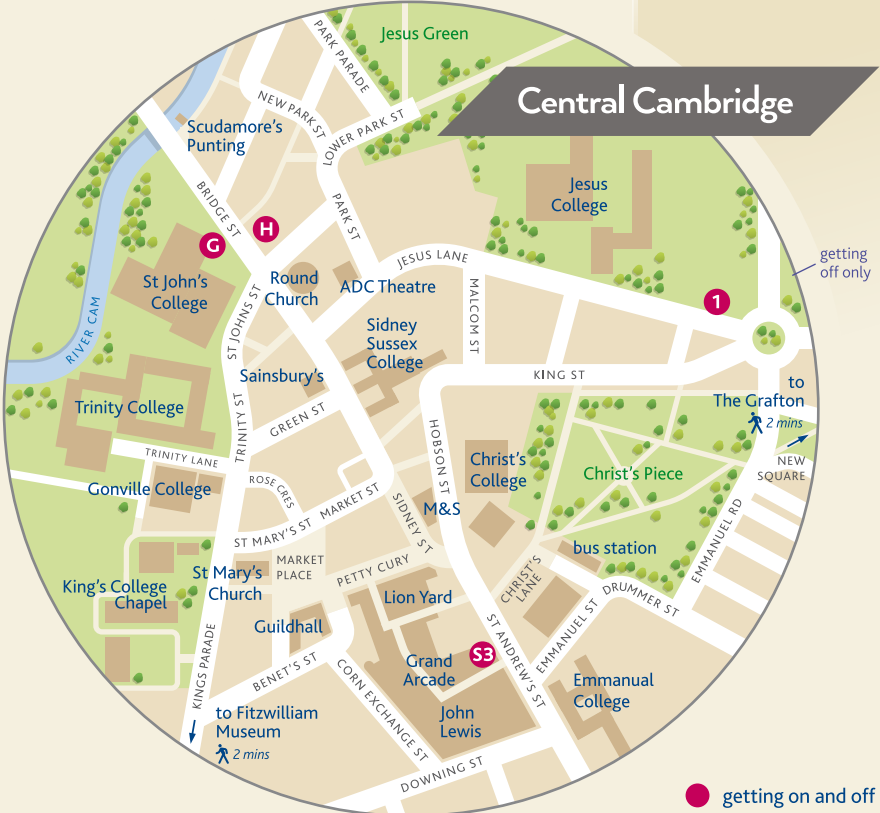 Central Cambridge
Jesus Green
PARK PARADE
NEW PARK ST
LOWER PARK ST
Scudamore's
Punting
BRIDGE ST
PARK ST
Jesus
College
G
H
getting
off only
St John's
College
Round
Church
ADC Theatre
JESUS LANE
1
RIVER CAM
ST JOHNS ST
Sidney
Sussex
College
MALCOM ST
Sainsbury's
KING ST
to
The Grafton
2 mins
Trinity College
TRINITY ST
GREEN ST
HOBSON ST
TRINITY LANE
Christ's
College
Christ's Piece
NEW
SQUARE
Gonville College
ROSE CRES
MARKET ST
SIDNEY ST
M&S
EMMANUEL RD
ST MARY'S ST
MARKET
PLACE
PETTY CURY
CHRIST'S
LANE
bus station
King's College
Chapel
St Mary's
Church
Lion Yard
DRUMMER ST
Guildhall
ST ANDREW'S ST
EMMANUEL ST
KINGS PARADE
BENET'S ST
CORN EXCHANGE ST
Grand
Arcade
S3
Emmanual
College
to Fitzwilliam
Museum
2 mins
John
Lewis
DOWNING ST
getting on and off